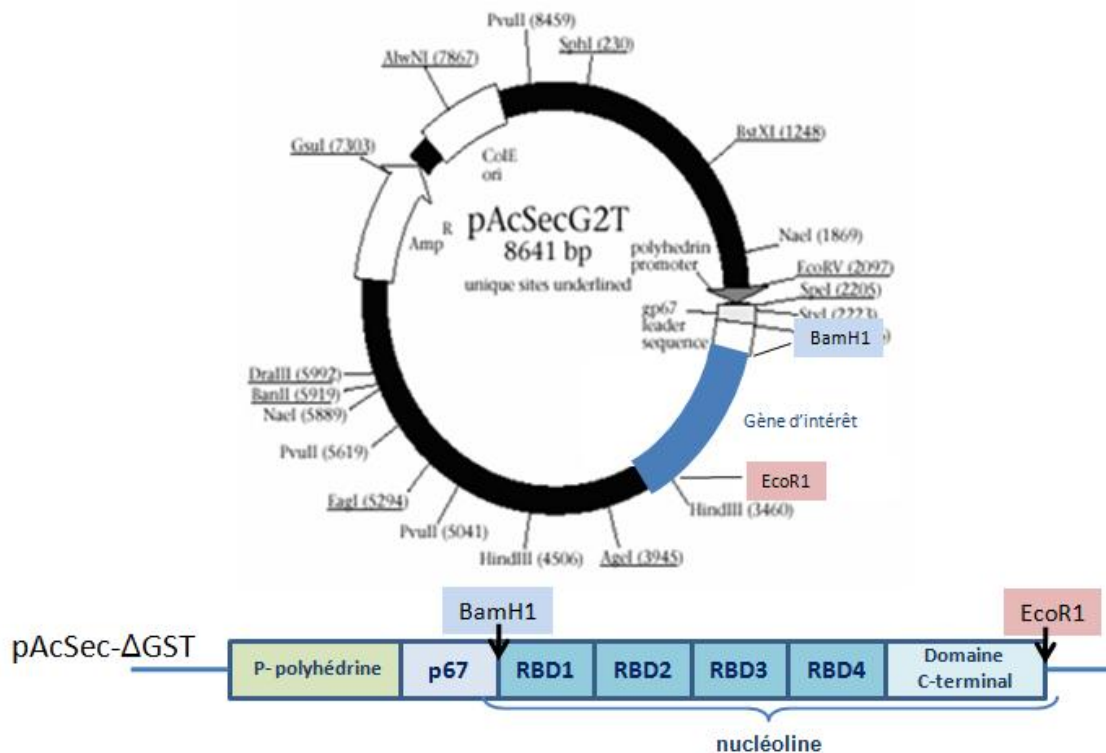 PvuII (8459)
SphI (230)
AlwNI (7867)
GsuI (7303)
BstXI (1248)
ColE
ori
Amp R
pAcSecG2T
8641 bp
unique sites underlined
NaeI (1869)
polyhedrin
promoter
EcoRV (2097)
SpeI (2205)
(2223)
gp67
leader
sequence
BamH1
Gène d'intérêt
EcoR1
HindIII (3460)
DraIII (5992)
BanII (5919)
NaeI (5889)
PvuII (5619)
EagI (5294)
PvuII (5041)
HindIII (4506)
AgeI (3945)
BamH1
EcoR1
pAcSec-ΔGST
P- polyhédrine
p67
RBD1
RBD2
RBD3
RBD4
Domaine
C-terminal
nucléoline